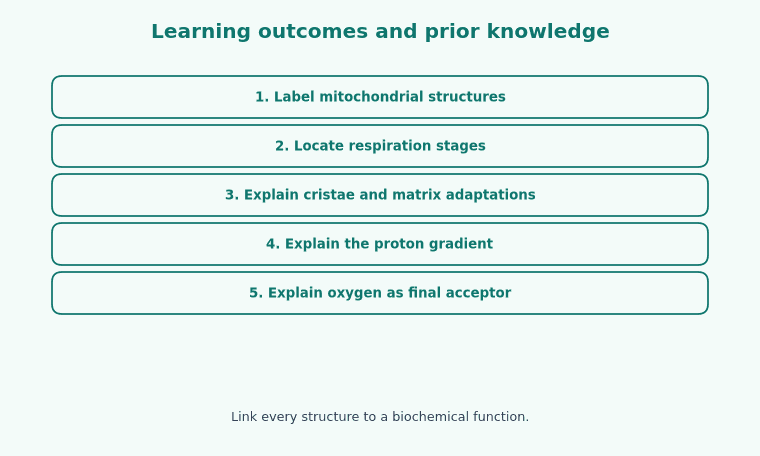 Learning outcomes and prior knowledge
1. Label mitochondrial structures
2. Locate respiration stages
3. Explain cristae and matrix adaptations
4. Explain the proton gradient
5. Explain oxygen as final acceptor
Link every structure to a biochemical function.